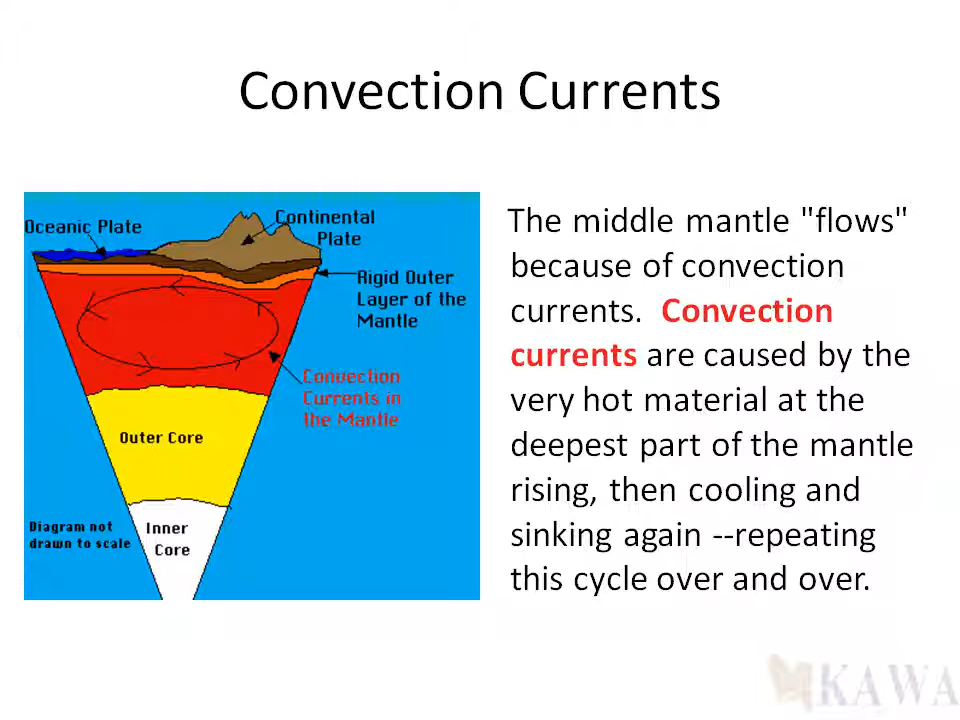 Convection Currents
Oceanic Plate
Continental
Plate
Rigid Outer
Layer of the
Mantle
Convection
Currents in
the Mantle
Outer Core
Inner
Core
Diagram not
drawn to scale
The middle mantle "flows"
because of convection
currents.  Convection
currents are caused by the
very hot material at the
deepest part of the mantle
rising, then cooling and
sinking again --repeating
this cycle over and over.
KAWA